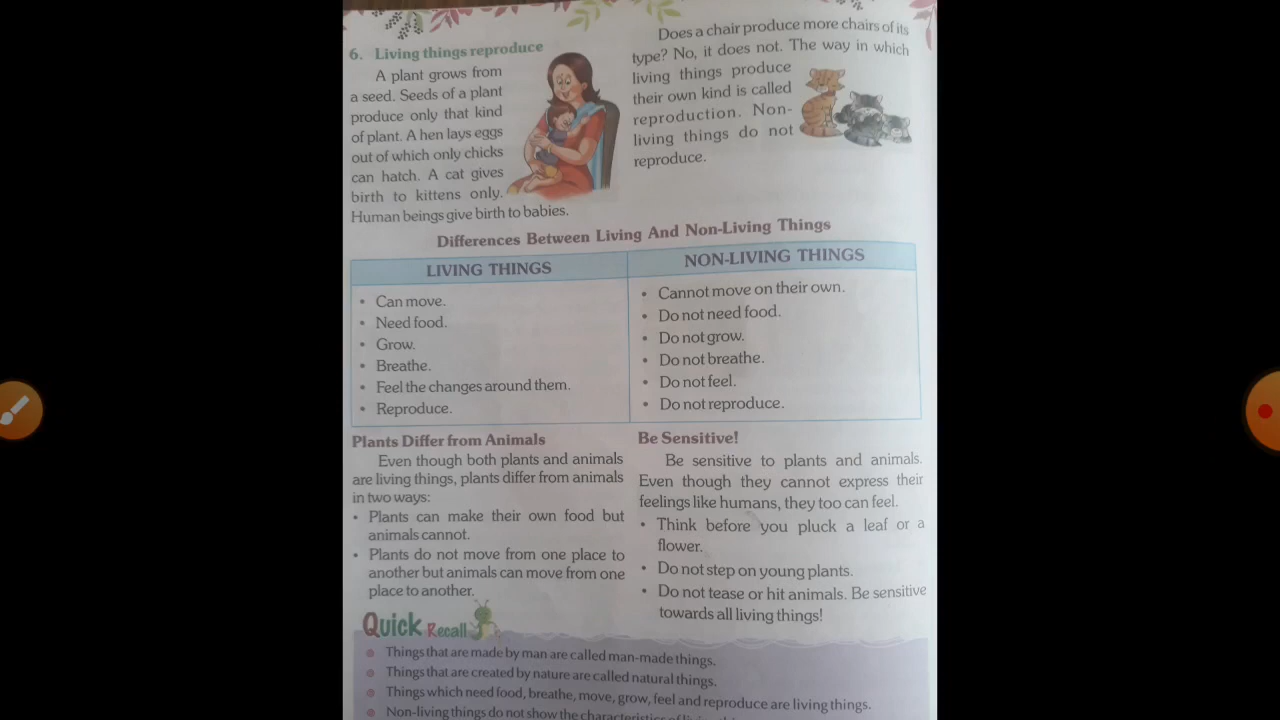 6. Living things reproduce
A plant grows from
a seed. Seeds of a plant
produce only that kind
of plant. A hen lays eggs
out of which only chicks
can hatch. A cat gives
birth to kittens only.
Human beings give birth to babies.
Does a chair produce more chairs of its
type? No, it does not. The way in which
living things produce
their own kind is called
reproduction. Non-
living things do not
reproduce.
Differences Between Living And Non-Living Things
LIVING THINGS
• Can move.
• Need food.
• Grow.
• Breathe.
• Feel the changes around them.
• Reproduce.
NON-LIVING THINGS
• Cannot move on their own.
• Do not need food.
• Do not grow.
• Do not breathe.
• Do not feel.
• Do not reproduce.
Plants Differ from Animals
Even though both plants and animals
are living things, plants differ from animals
in two ways:
• Plants can make their own food but
animals cannot.
• Plants do not move from one place to
another but animals can move from one
place to another.
Be Sensitive!
Be sensitive to plants and animals.
Even though they cannot express their
feelings like humans, they too can feel.
• Think before you pluck a leaf or a
flower.
• Do not step on young plants.
• Do not tease or hit animals. Be sensitive
towards all living things!
Quick Recall
Things that are made by man are called man-made things.
Things that are created by nature are called natural things.
Things which need food, breathe, move, grow, feel and reproduce are living things.
Non-living things do not show the characteristics of